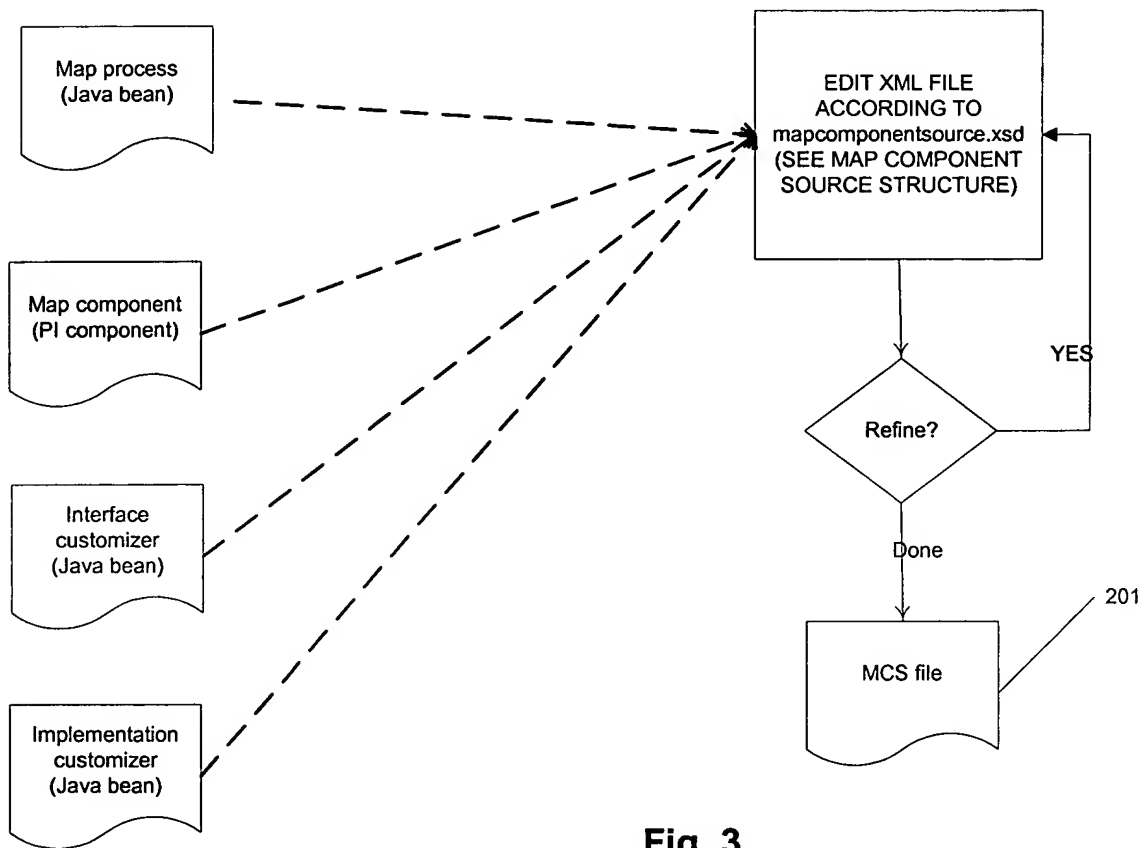 Map process
(Java bean)
Map component
(PI component)
Interface
customizer
(Java bean)
Implementation
customizer
(Java bean)
EDIT XML FILE
ACCORDING TO
mapcomponentsource.xsd
(SEE MAP COMPONENT
SOURCE STRUCTURE)
YES
Refine?
Done
MCS file
201
Fig. 3